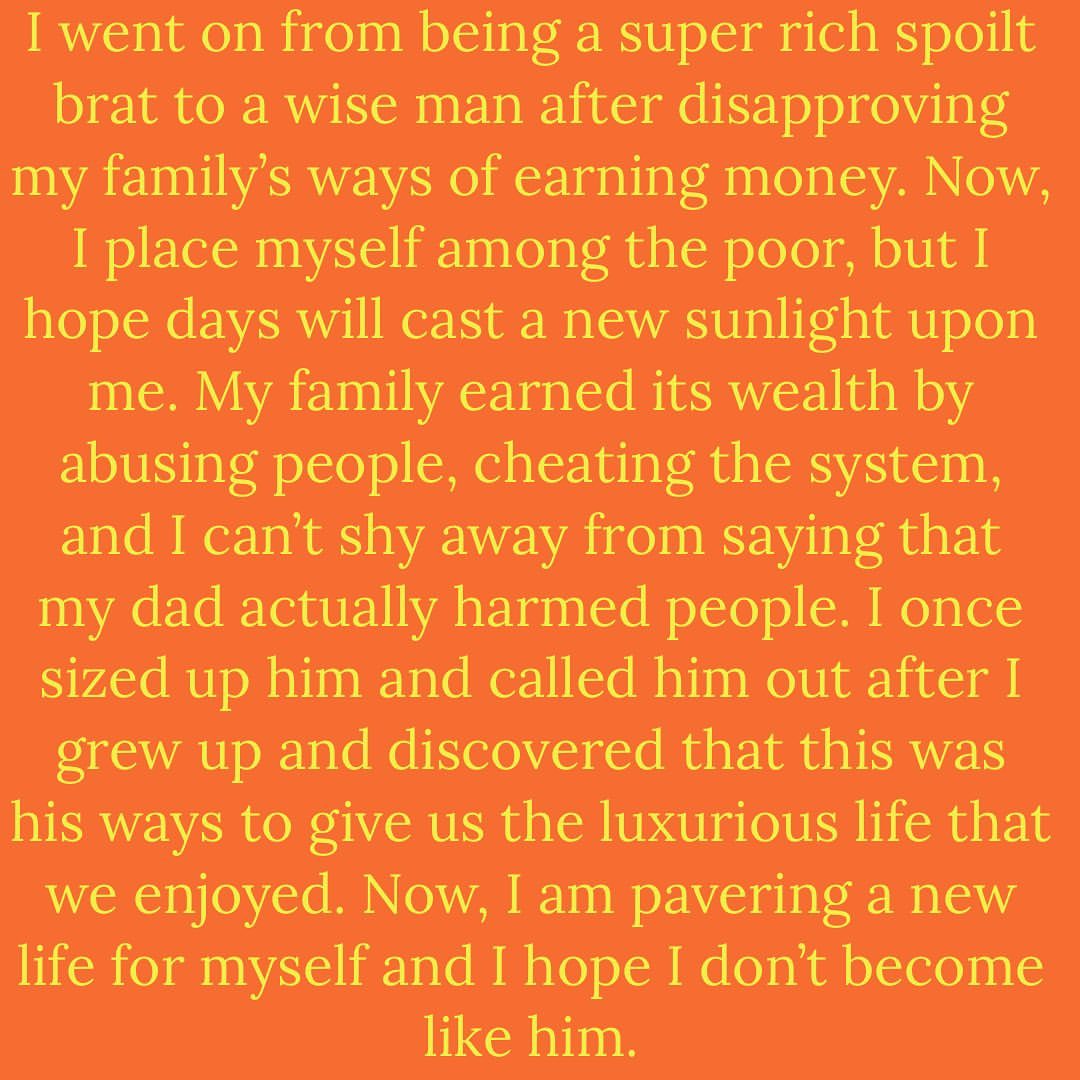 I went on from being a super rich spoilt
brat to a wise man after disapproving
my family’s ways of earning money. Now,
I place myself among the poor, but I
hope days will cast a new sunlight upon
me. My family earned its wealth by
abusing people, cheating the system,
and I can’t shy away from saying that
my dad actually harmed people. I once
sized up him and called him out after I
grew up and discovered that this was
his ways to give us the luxurious life that
we enjoyed. Now, I am pavering a new
life for myself and I hope I don’t become
like him.